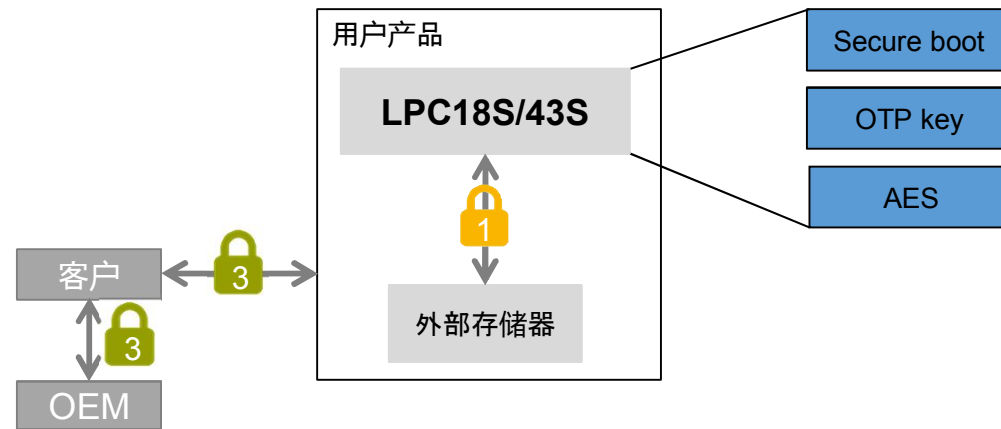 用户产品
LPC18S/43S
1
外部存储器
Secure boot
OTP key
AES
客户
3
3
OEM